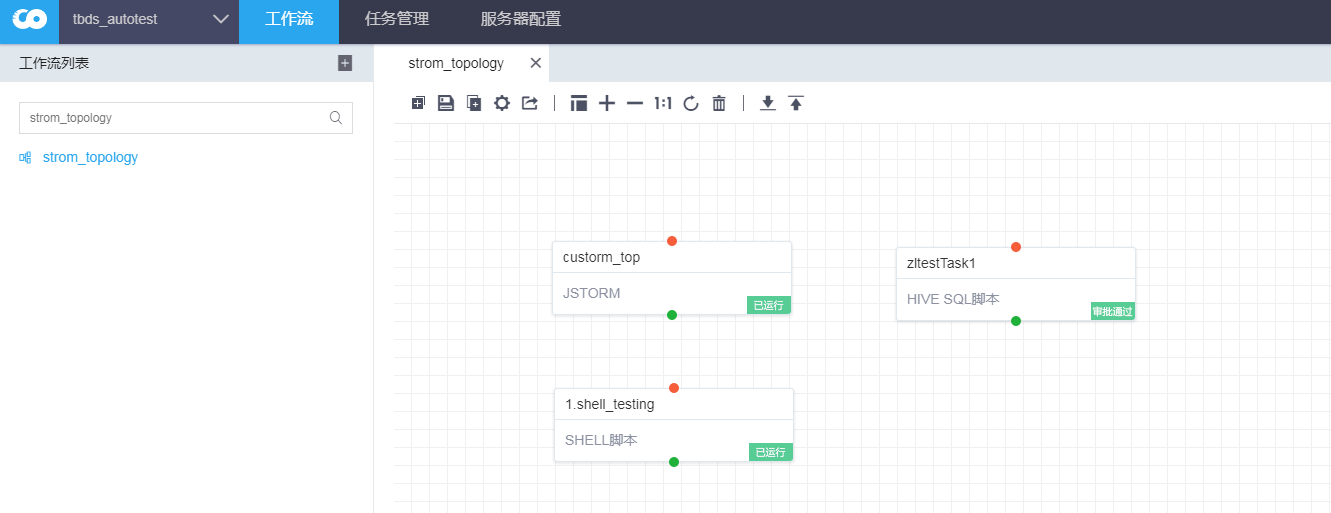 tbds_autotest
工作流
任务管理
服务器配置
工作流列表
strom_topology
strom_topology
strom_topology
1:1
custorm_top
JSTORM
已运行
zltestTask1
HIVE SQL脚本
审批通过
1.shell_testing
SHELL脚本
已运行